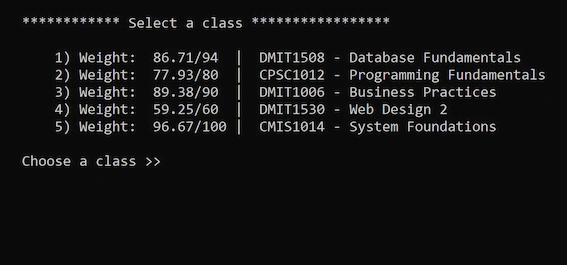 ************ Select a class *****************
1) Weight:  86.71/94  |  DMIT1508 - Database Fundamentals
2) Weight:  77.93/80  |  CPSC1012 - Programming Fundamentals
3) Weight:  89.38/90  |  DMIT1006 - Business Practices
4) Weight:  59.25/60  |  DMIT1530 - Web Design 2
5) Weight:  96.67/100 |  CMIS1014 - System Foundations
Choose a class >>